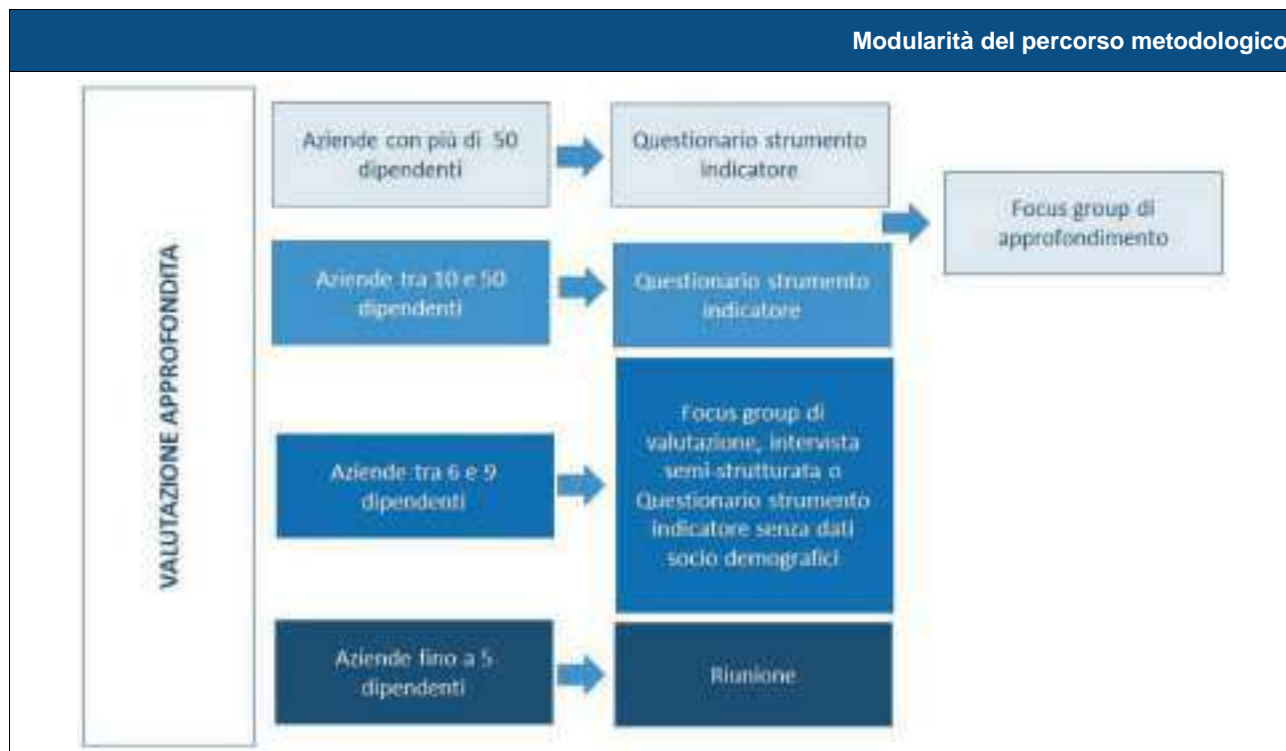 Modularità del percorso metodologico
VALUTAZIONE APPROFONDITA
Aziende con più di 50
dipendenti
Questionario strumento
indicatore
Focus group di
approfondimento
Aziende tra 10 e 50
dipendenti
Questionario strumento
indicatore
Aziende tra 6 e 9
dipendenti
Focus group di
valutazione, intervista
semi-strutturata o
Questionario strumento
indicatore senza dati
socio demografici
Aziende fino a 5
dipendenti
Riunione